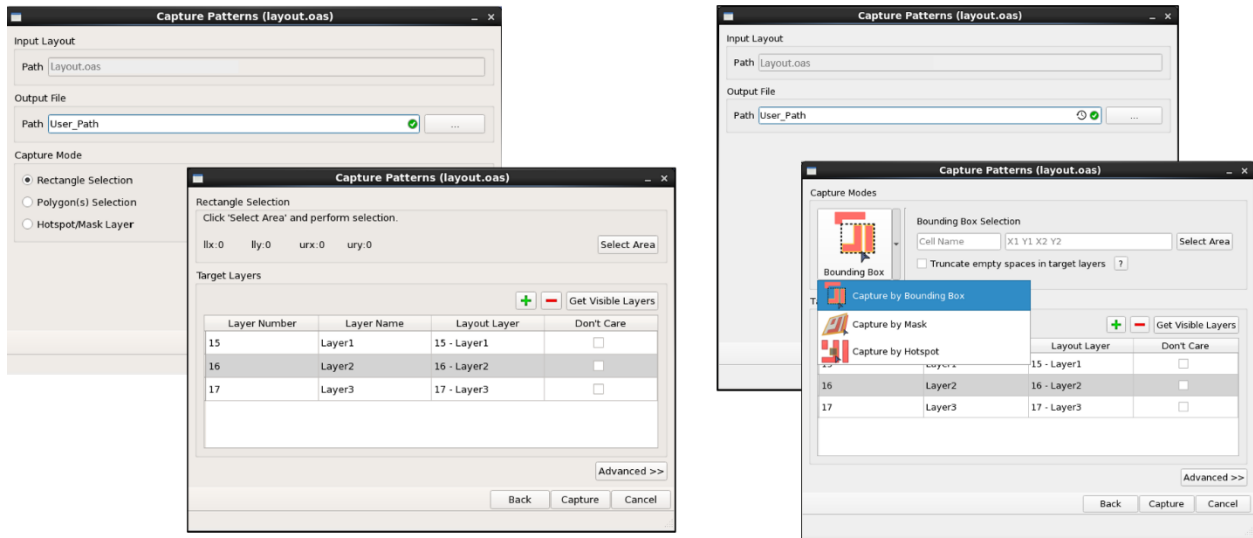 Capture Patterns (layout.oas)
Input Layout
Path Layout.oas
Output File
Path User_Path ...
Capture Mode
Rectangle Selection
Polygon(s) Selection
Hotspot/Mask Layer
Capture Patterns (layout.oas)
Rectangle Selection
Click 'Select Area' and perform selection.
llx:0 lly:0 urx:0 ury:0 Select Area
Target Layers
Get Visible Layers
Layer Number Layer Name Layout Layer Don't Care
15 Layer1 15 - Layer1
16 Layer2 16 - Layer2
17 Layer3 17 - Layer3
Advanced >>
Back Capture Cancel
Capture Patterns (layout.oas)
Input Layout
Path Layout.oas
Output File
Path User_Path ...
Capture Patterns (layout.oas)
Capture Modes
Bounding Box Selection
Cell Name X1 Y1 X2 Y2 Select Area
Truncate empty spaces in target layers ?
Bounding Box
Capture by Bounding Box
Capture by Mask
Capture by Hotspot
Get Visible Layers
Layout Layer Don't Care
15 - Layer1
16 Layer2 16 - Layer2
17 Layer3 17 - Layer3
Advanced >>
Back Capture Cancel